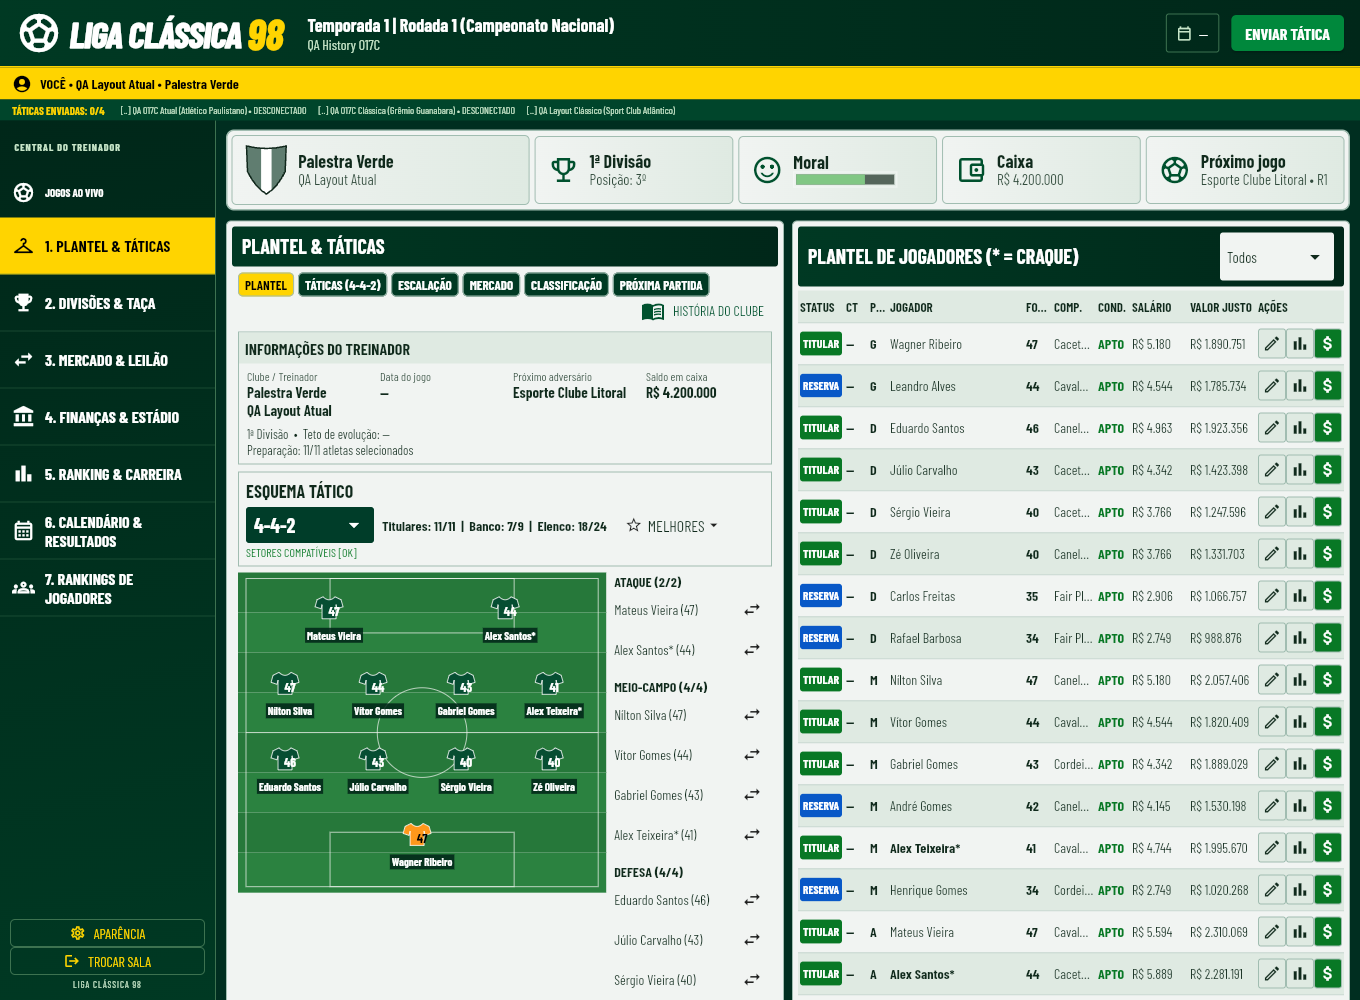 LIGA CLÁSSICA 98
Temporada 1 | Rodada 1 (Campeonato Nacional)
QA History 017C
–
ENVIAR TÁTICA
VOCÊ • QA Layout Atual • Palestra Verde
TÁTICAS ENVIADAS: 0/4 [..] QA 017C Atual (Atlético Paulistano) • DESCONECTADO [..] QA 017C Clássica (Grêmio Guanabara) • DESCONECTADO [..] QA Layout Clássico (Sport Club Atlântico)
CENTRAL DO TREINADOR
JOGOS AO VIVO
1. PLANTEL & TÁTICAS
2. DIVISÕES & TAÇA
3. MERCADO & LEILÃO
4. FINANÇAS & ESTÁDIO
5. RANKING & CARREIRA
6. CALENDÁRIO &
RESULTADOS
7. RANKINGS DE
JOGADORES
APARÊNCIA
TROCAR SALA
LIGA CLÁSSICA 98
Palestra Verde
QA Layout Atual
1ª Divisão
Posição: 3º
Moral
Caixa
R$ 4.200.000
Próximo jogo
Esporte Clube Litoral • R1
PLANTEL & TÁTICAS
PLANTEL
TÁTICAS (4-4-2)
ESCALAÇÃO
MERCADO
CLASSIFICAÇÃO
PRÓXIMA PARTIDA
HISTÓRIA DO CLUBE
INFORMAÇÕES DO TREINADOR
Clube / Treinador
Palestra Verde
QA Layout Atual
Data do jogo
–
Próximo adversário
Esporte Clube Litoral
Saldo em caixa
R$ 4.200.000
1ª Divisão • Teto de evolução: –
Preparação: 11/11 atletas selecionados
ESQUEMA TÁTICO
4-4-2
Titulares: 11/11 | Banco: 7/9 | Elenco: 18/24
MELHORES
SETORES COMPATÍVEIS [OK]
47 44
Mateus Vieira Alex Santos*
47 44 43 41
Nílton Silva Vítor Gomes Gabriel Gomes Alex Teixeira*
46 43 40 40
Eduardo Santos Júlio Carvalho Sérgio Vieira Zé Oliveira
47
Wagner Ribeiro
ATAQUE (2/2)
Mateus Vieira (47)
Alex Santos* (44)
MEIO-CAMPO (4/4)
Nílton Silva (47)
Vítor Gomes (44)
Gabriel Gomes (43)
Alex Teixeira* (41)
DEFESA (4/4)
Eduardo Santos (46)
Júlio Carvalho (43)
Sérgio Vieira (40)
PLANTEL DE JOGADORES (* = CRAQUE)
Todos
STATUS CT P... JOGADOR FO... COMP. COND. SALÁRIO VALOR JUSTO AÇÕES
TITULAR – G Wagner Ribeiro 47 Cacet... APTO R$ 5.180 R$ 1.890.751 $
RESERVA – G Leandro Alves 44 Caval... APTO R$ 4.544 R$ 1.785.734 $
TITULAR – D Eduardo Santos 46 Canel... APTO R$ 4.963 R$ 1.923.356 $
TITULAR – D Júlio Carvalho 43 Cacet... APTO R$ 4.342 R$ 1.423.398 $
TITULAR – D Sérgio Vieira 40 Cacet... APTO R$ 3.766 R$ 1.247.596 $
TITULAR – D Zé Oliveira 40 Canel... APTO R$ 3.766 R$ 1.331.703 $
RESERVA – D Carlos Freitas 35 Fair Pl... APTO R$ 2.906 R$ 1.066.757 $
RESERVA – D Rafael Barbosa 34 Fair Pl... APTO R$ 2.749 R$ 988.876 $
TITULAR – M Nílton Silva 47 Canel... APTO R$ 5.180 R$ 2.057.406 $
TITULAR – M Vítor Gomes 44 Caval... APTO R$ 4.544 R$ 1.820.409 $
TITULAR – M Gabriel Gomes 43 Cordei... APTO R$ 4.342 R$ 1.889.029 $
RESERVA – M André Gomes 42 Canel... APTO R$ 4.145 R$ 1.530.198 $
TITULAR – M Alex Teixeira* 41 Caval... APTO R$ 4.744 R$ 1.995.670 $
RESERVA – M Henrique Gomes 34 Cordei... APTO R$ 2.749 R$ 1.020.268 $
TITULAR – A Mateus Vieira 47 Caval... APTO R$ 5.594 R$ 2.310.069 $
TITULAR – A Alex Santos* 44 Cacet... APTO R$ 5.889 R$ 2.281.191 $